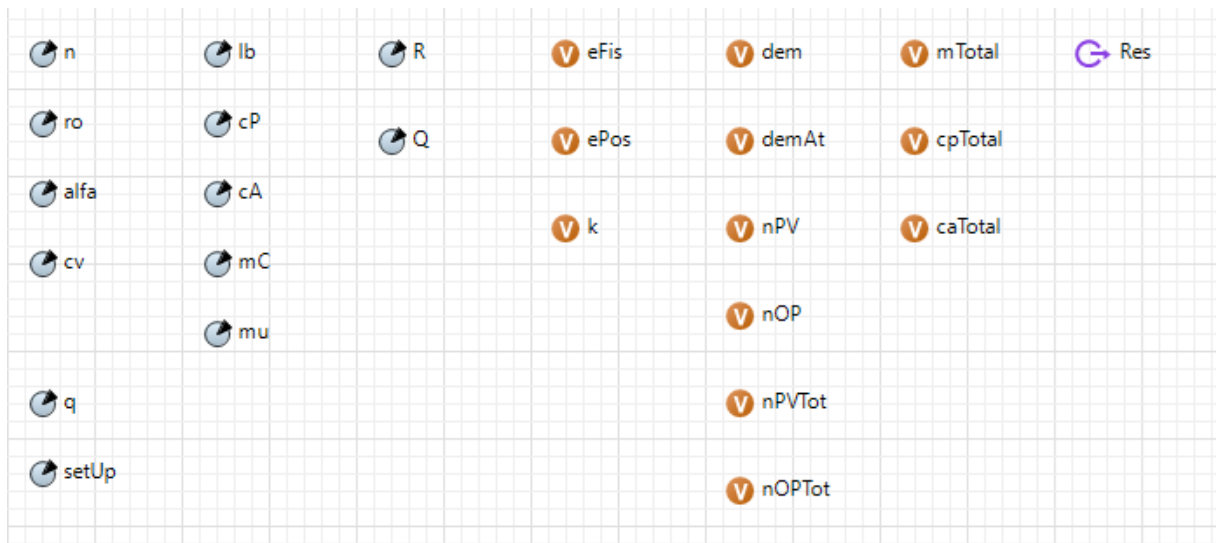 n
lb
R
eFis
dem
mTotal
Res
ro
cP
Q
ePos
demAt
cpTotal
alfa
cA
k
nPV
caTotal
cv
mC
nOP
mu
q
nPVTot
setUp
nOPTot